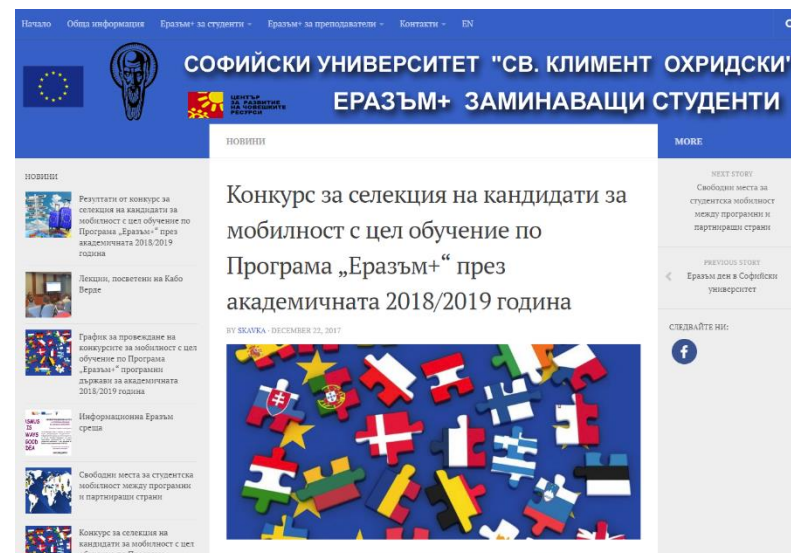 Начало Обща информация Еразъм+ за студенти Еразъм+ за преподаватели Контакти EN
СОФИЙСКИ УНИВЕРСИТЕТ "СВ. КЛИМЕНТ ОХРИДСКИ"
ЦЕНТЪР
ЗА РАЗВИТИЕ
НА ЧОВЕШКИТЕ
РЕСУРСИ
ЕРАЗЪМ+ ЗАМИНАВАЩИ СТУДЕНТИ
НОВИНИ
Резултати от конкурс за
селекция на кандидати за
мобилност с цел обучение по
Програма „Еразъм+“ през
академичната 2018/2019
година
Лекции, посветени на Кабо
Верде
График за провеждане на
конкурсите за мобилност с цел
обучение по Програма
„Еразъм+“ програмни
държави за академичната
2018/2019 година
Информационна Еразъм
среща
Свободни места за студентска
мобилност между програмни
и партниращи страни
Конкурс за селекция на
кандидати за мобилност с цел
НОВИНИ
Конкурс за селекция на кандидати за
мобилност с цел обучение по
Програма „Еразъм+“ през
академичната 2018/2019 година
BY SKAVKA · DECEMBER 22, 2017
MORE
NEXT STORY
Свободни места за
студентска мобилност
между програмни и
партниращи страни
PREVIOUS STORY
Еразъм ден в Софийски
университет
СЛЕДВАЙТЕ НИ: